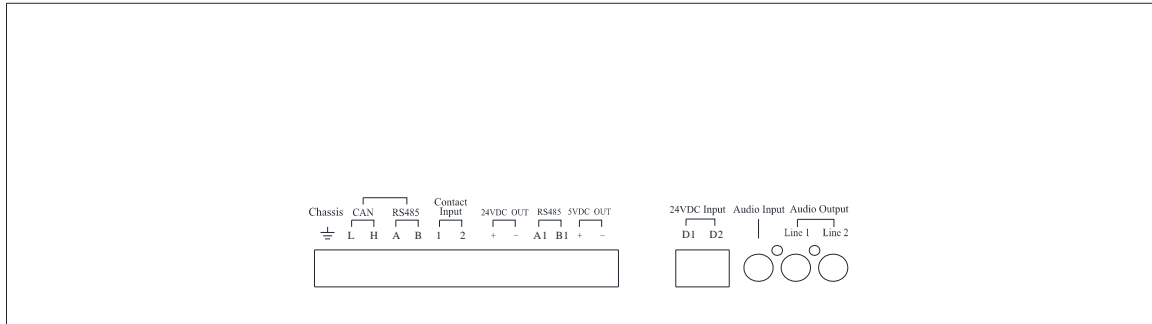 Contact
Chassis CAN RS485 Input 24VDC OUT RS485 5VDC OUT
L H A B 1 2 + − A1 B1 + −
24VDC Input Audio Input Audio Output
D1 D2 Line 1 Line 2